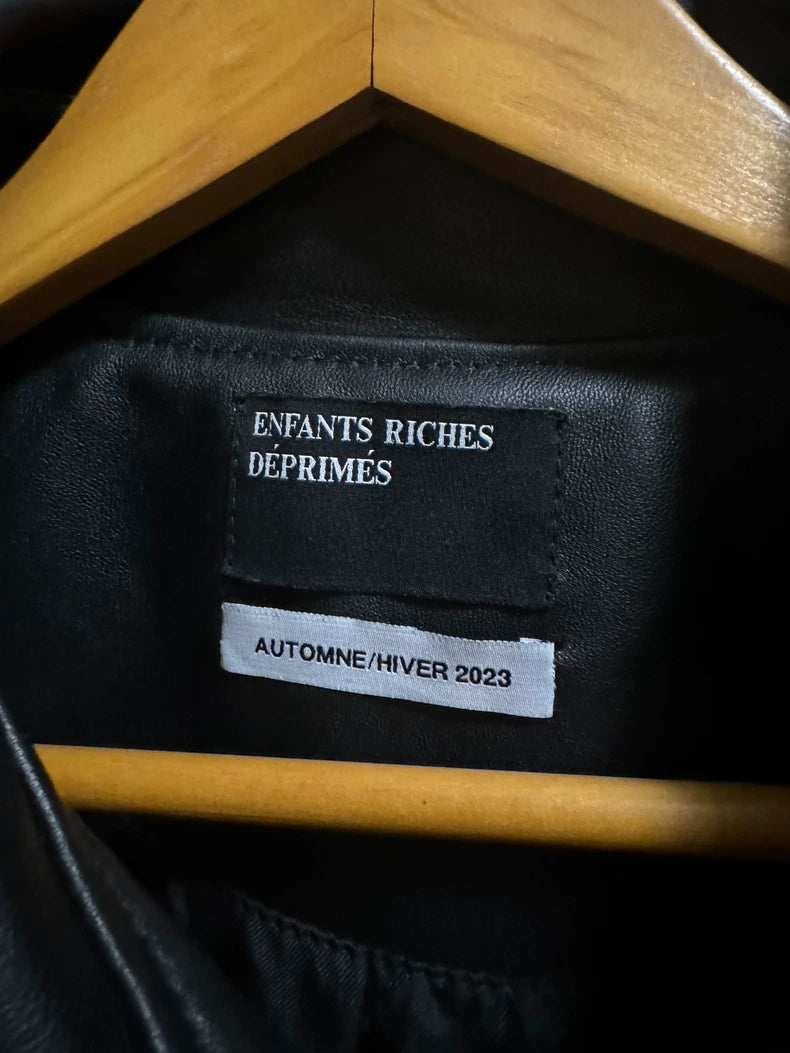 ENFANTS RICHES
DÉPRIMÉS
AUTOMNE/HIVER 2023